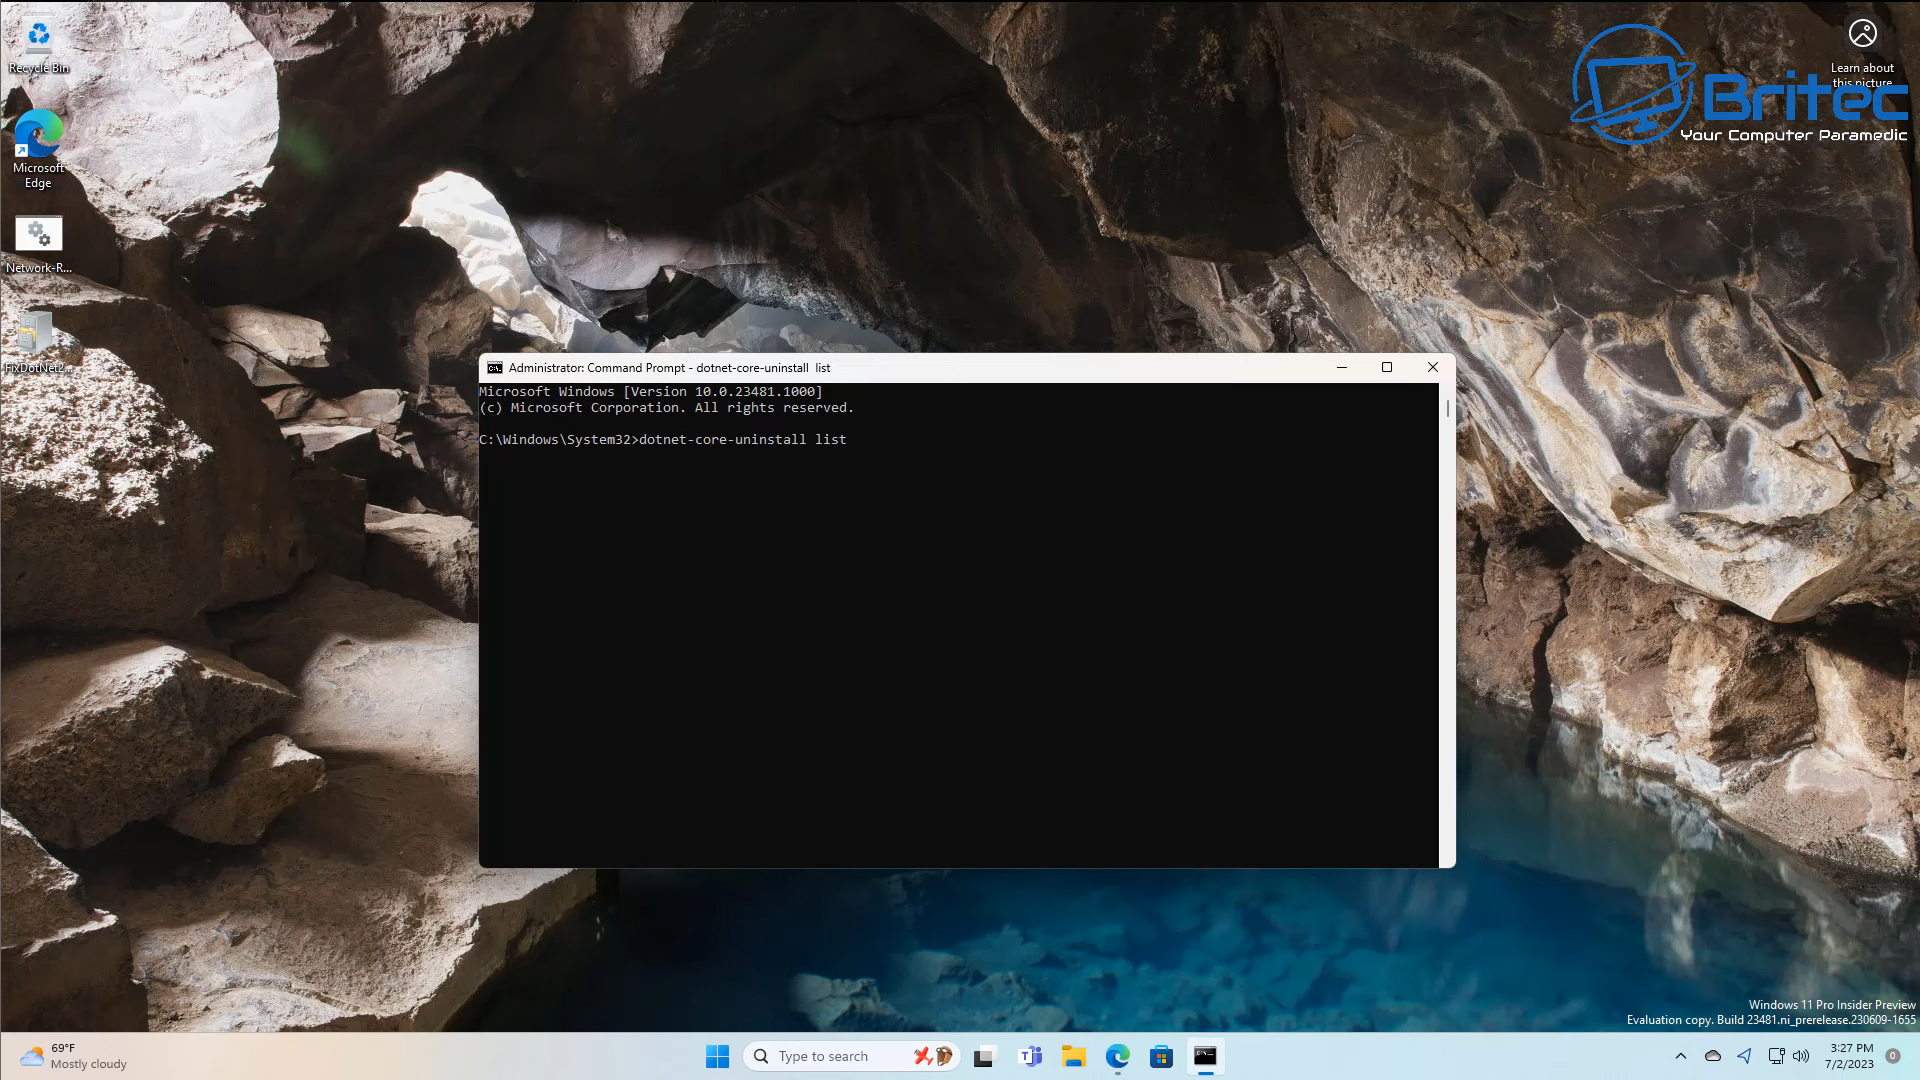 Recycle Bin
Microsoft
Edge
Network-R...
FixDotNet2...
Learn about
this picture
Britec
Your Computer Paramedic
Administrator: Command Prompt - dotnet-core-uninstall  list
Microsoft Windows [Version 10.0.23481.1000]
(c) Microsoft Corporation. All rights reserved.
C:\Windows\System32>dotnet-core-uninstall list
Windows 11 Pro Insider Preview
Evaluation copy. Build 23481.ni_prerelease.230609-1655
69°F
Mostly cloudy
Type to search
3:27 PM
7/2/2023
0